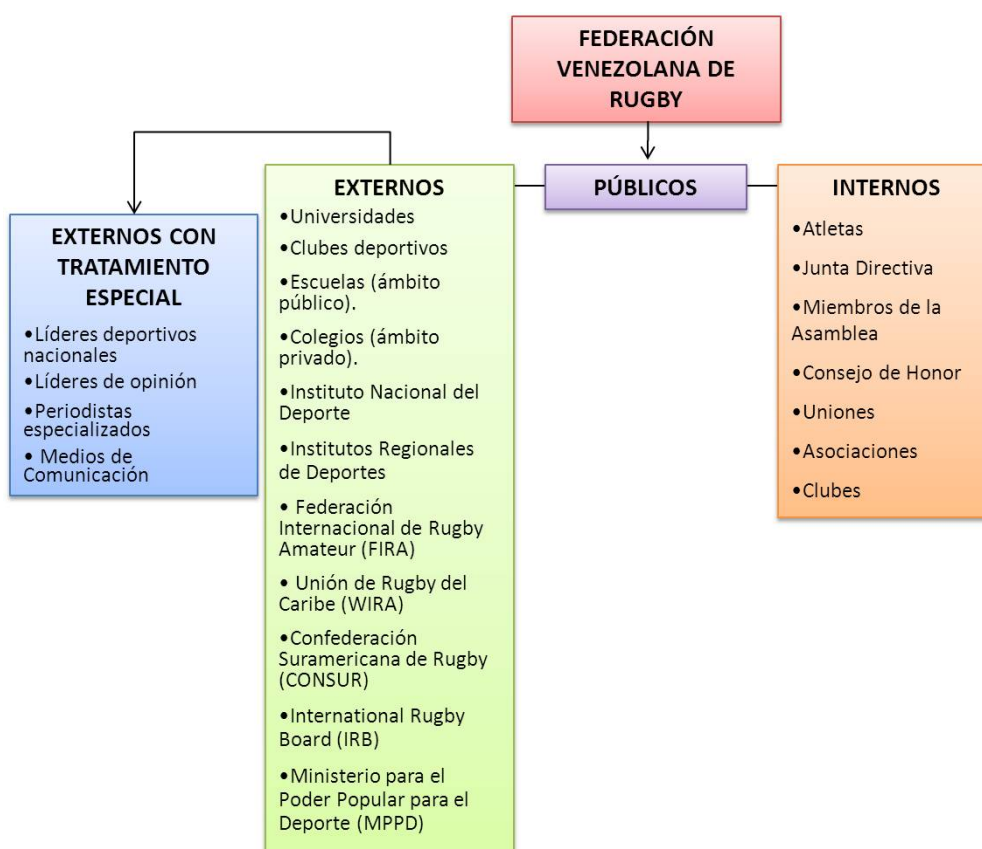 FEDERACIÓN
VENEZOLANA DE
RUGBY
PÚBLICOS
EXTERNOS CON
TRATAMIENTO
ESPECIAL
•Líderes deportivos
nacionales
•Líderes de opinión
•Periodistas
especializados
• Medios de
Comunicación
EXTERNOS
•Universidades
•Clubes deportivos
•Escuelas (ámbito
público).
•Colegios (ámbito
privado).
•Instituto Nacional del
Deporte
•Institutos Regionales
de Deportes
• Federación
Internacional de Rugby
Amateur (FIRA)
• Unión de Rugby del
Caribe (WIRA)
•Confederación
Suramericana de Rugby
(CONSUR)
•International Rugby
Board (IRB)
•Ministerio para el
Poder Popular para el
Deporte (MPPD)
INTERNOS
•Atletas
•Junta Directiva
•Miembros de la
Asamblea
•Consejo de Honor
•Uniones
•Asociaciones
•Clubes